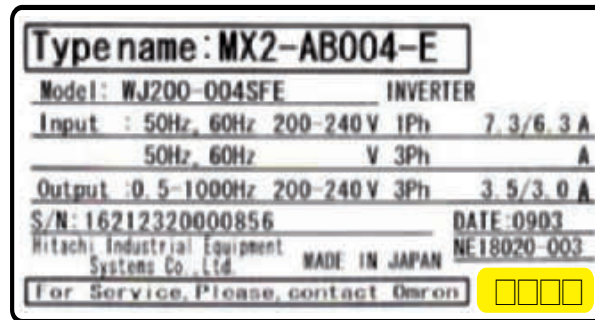 Type name:MX2-AB004-E
Model: WJ200-004SFE INVERTER
Input : 50Hz, 60Hz 200-240 V 1Ph 7.3/6.3 A
50Hz, 60Hz V 3Ph A
Output :0.5-1000Hz 200-240 V 3Ph 3.5/3.0 A
S/N:16212320000856 DATE:0903
Hitachi Industrial Equipment NE18020-003
Systems Co.,Ltd. MADE IN JAPAN
For Service, Please, contact Omron